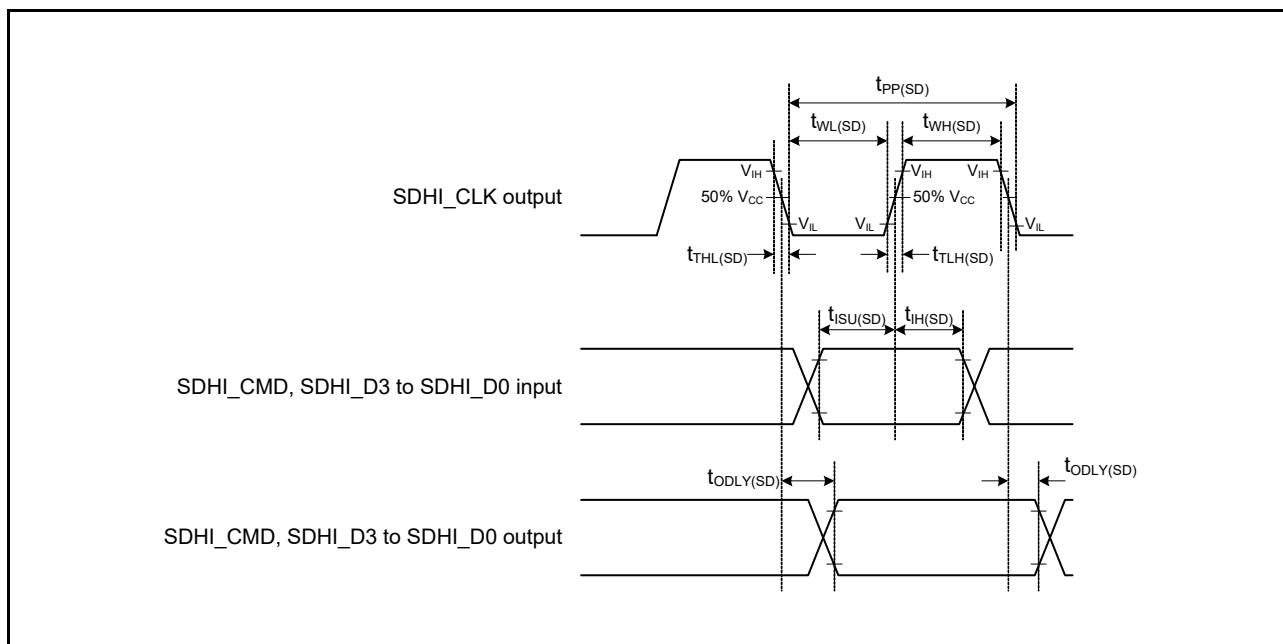 tPP(SD)
tWL(SD) tWH(SD)
SDHI_CLK output
VIH VIH VIH
50% VCC 50% VCC
VIL VIL VIL
tTHL(SD) tTLH(SD)
tISU(SD) tIH(SD)
SDHI_CMD, SDHI_D3 to SDHI_D0 input
tODLY(SD) tODLY(SD)
SDHI_CMD, SDHI_D3 to SDHI_D0 output